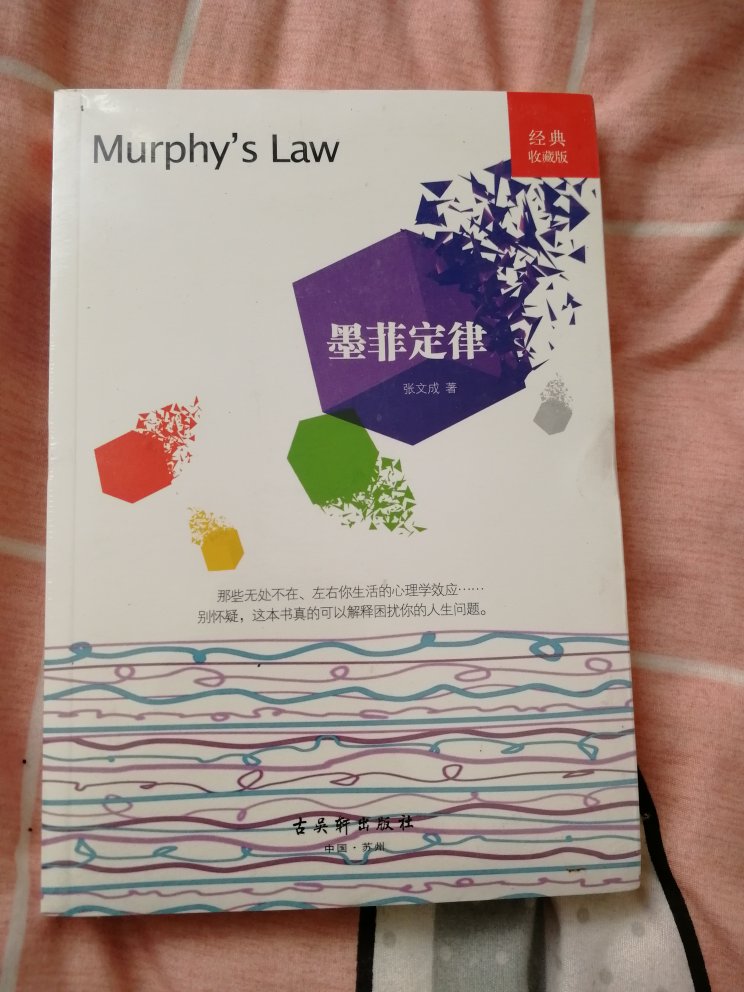 Murphy's Law
经典
收藏版
墨菲定律
张文成 著
那些无处不在、左右你生活的心理学效应……
别怀疑，这本书真的可以解释困扰你的人生问题。
古吴轩出版社
中国·苏州